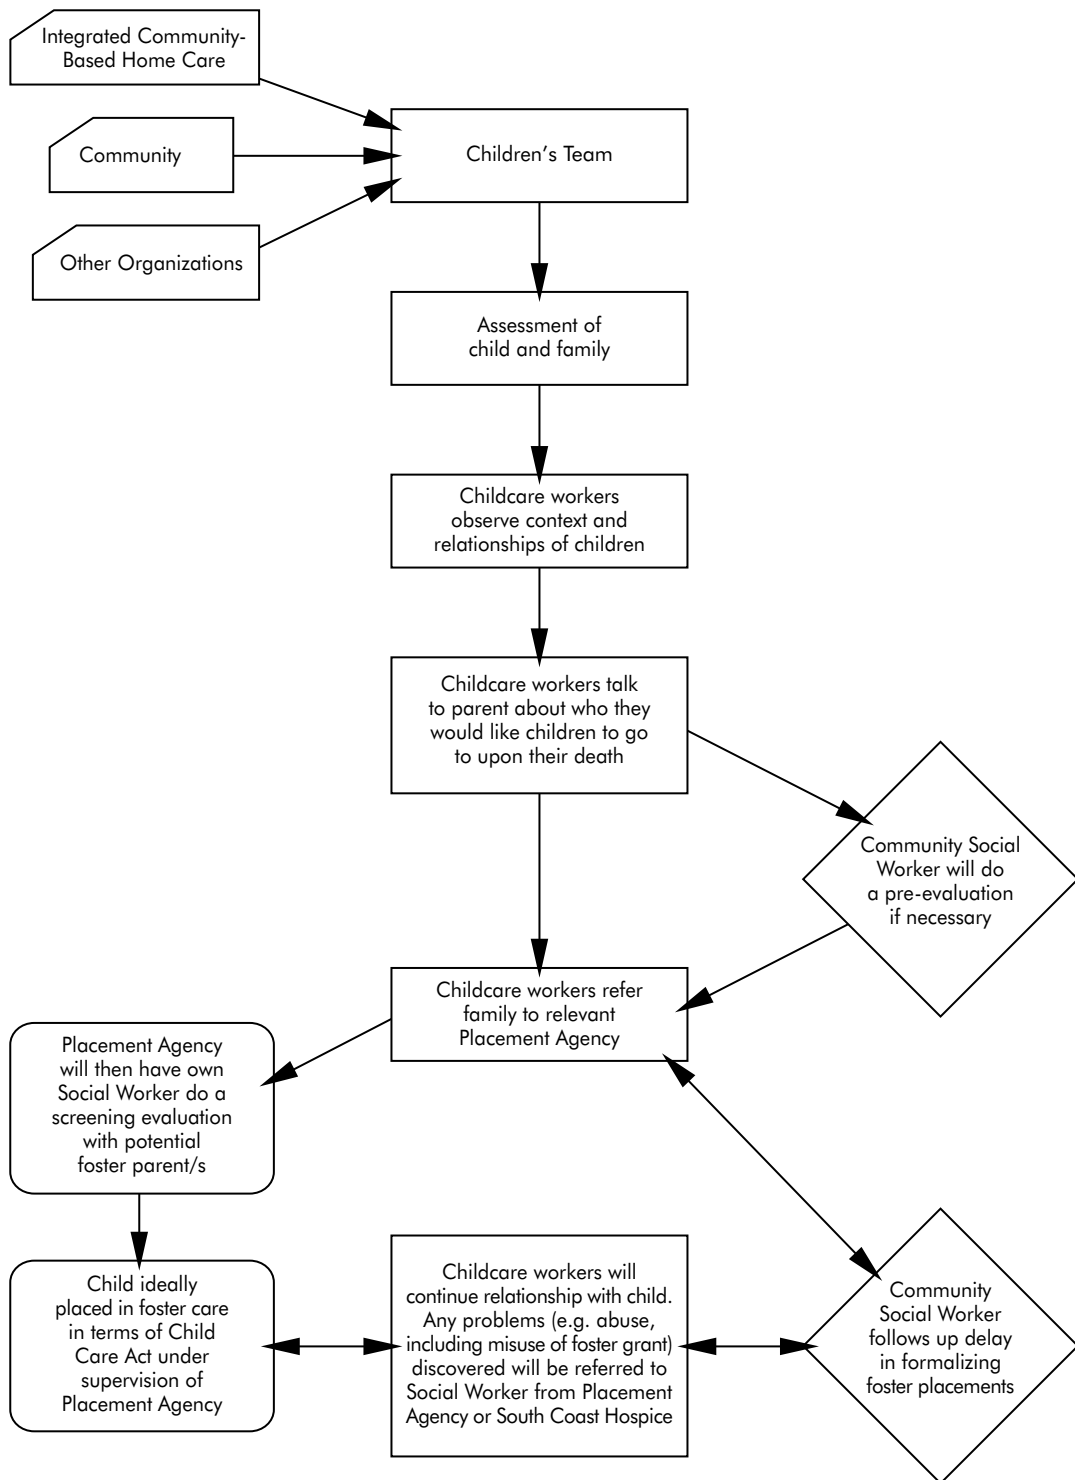 Integrated Community-
Based Home Care
Community
Other Organizations
Children’s Team
Assessment of
child and family
Childcare workers
observe context and
relationships of children
Childcare workers talk
to parent about who they
would like children to go
to upon their death
Community Social
Worker will do
a pre-evaluation
if necessary
Childcare workers refer
family to relevant
Placement Agency
Placement Agency
will then have own
Social Worker do a
screening evaluation
with potential
foster parent/s
Child ideally
placed in foster care
in terms of Child
Care Act under
supervision of
Placement Agency
Childcare workers will
continue relationship with child.
Any problems (e.g. abuse,
including misuse of foster grant)
discovered will be referred to
Social Worker from Placement
Agency or South Coast Hospice
Community
Social Worker
follows up delay
in formalizing
foster placements